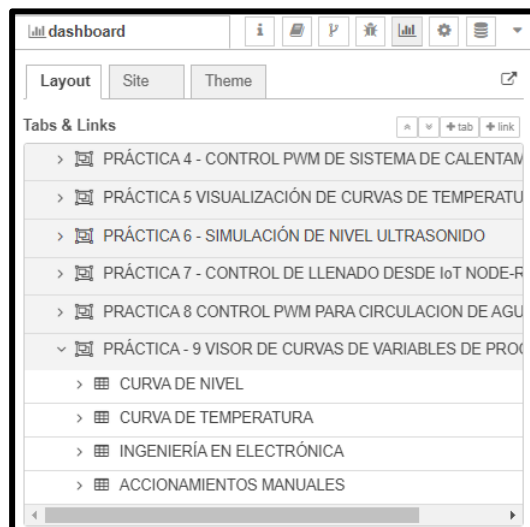 dashboard
Layout Site Theme
Tabs & Links
tab link
PRÁCTICA 4 - CONTROL PWM DE SISTEMA DE CALENTAM
PRÁCTICA 5 VISUALIZACIÓN DE CURVAS DE TEMPERATU
PRÁCTICA 6 - SIMULACIÓN DE NIVEL ULTRASONIDO
PRÁCTICA 7 - CONTROL DE LLENADO DESDE IoT NODE-R
PRACTICA 8 CONTROL PWM PARA CIRCULACION DE AGU
PRÁCTICA - 9 VISOR DE CURVAS DE VARIABLES DE PROC
CURVA DE NIVEL
CURVA DE TEMPERATURA
INGENIERÍA EN ELECTRÓNICA
ACCIONAMIENTOS MANUALES